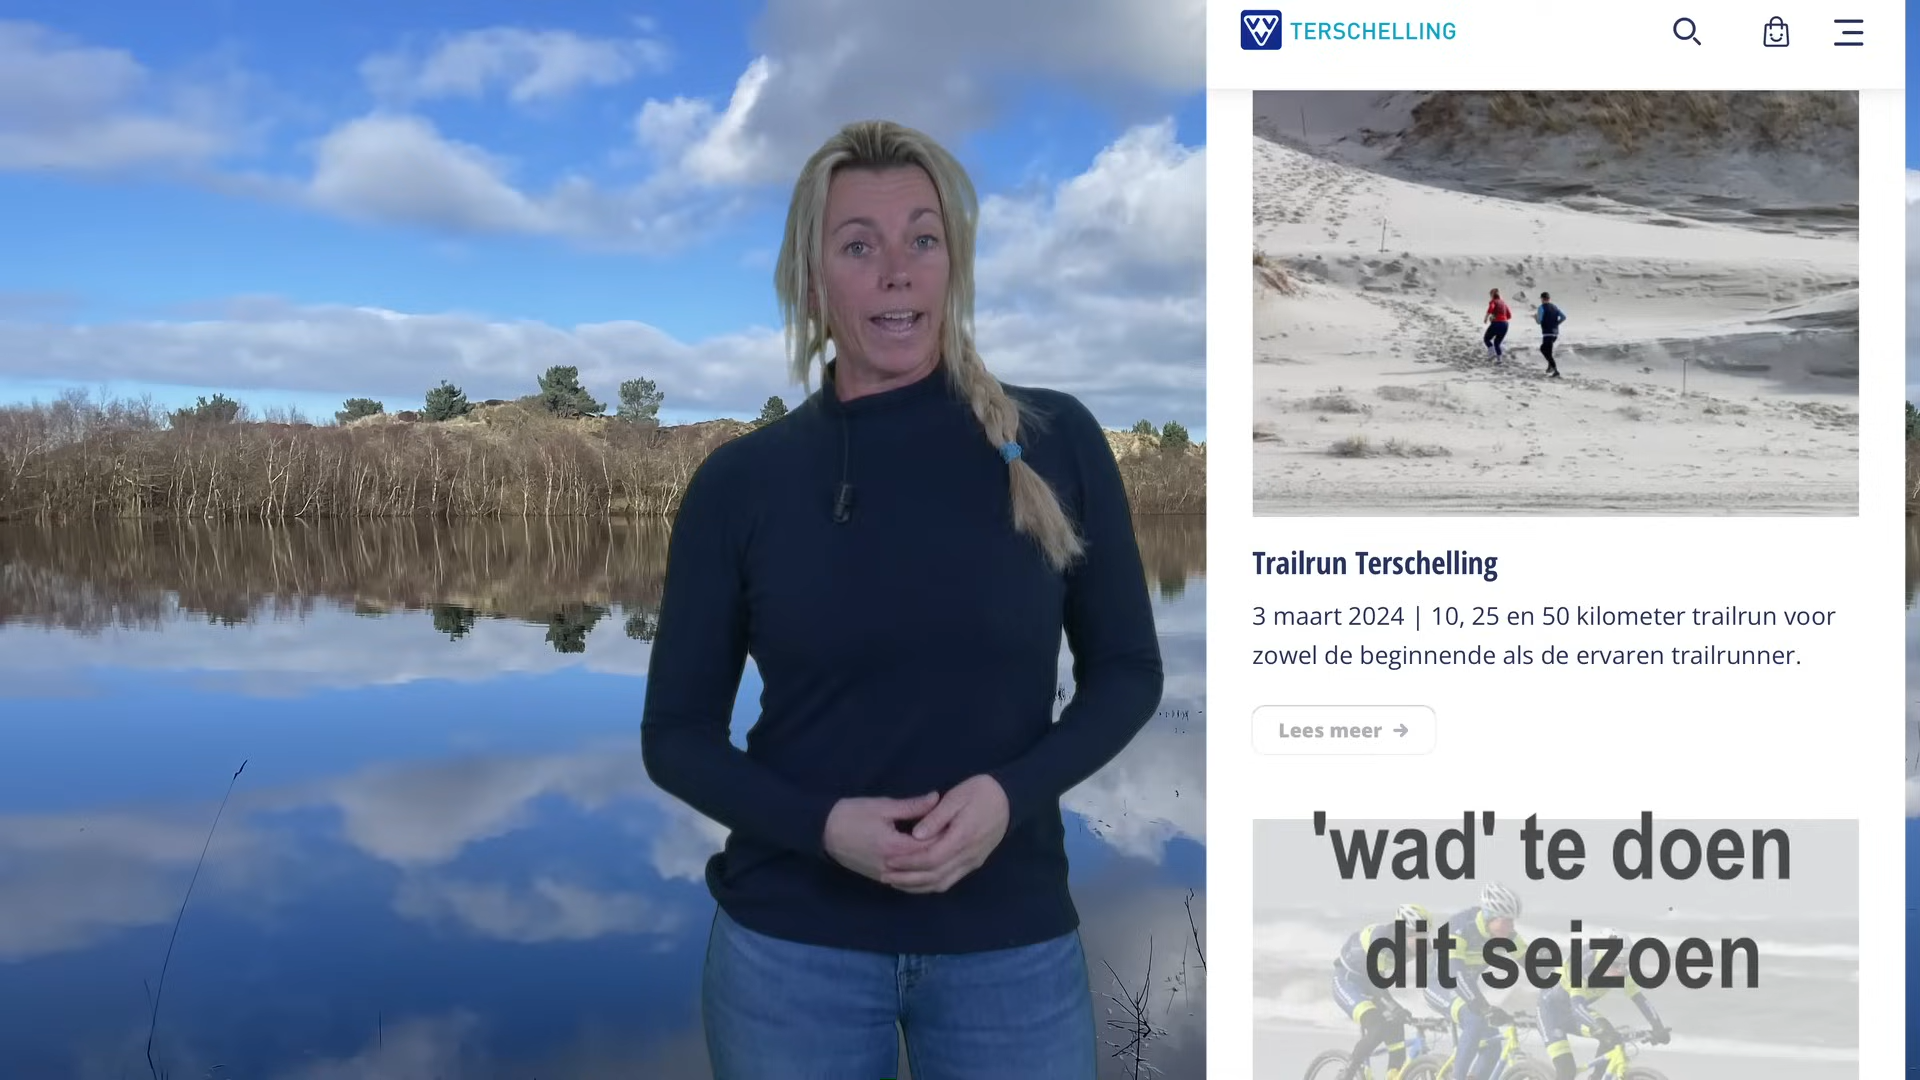 VVV TERSCHELLING
Trailrun Terschelling
3 maart 2024 | 10, 25 en 50 kilometer trailrun voor
zowel de beginnende als de ervaren trailrunner.
Lees meer
'wad' te doen
dit seizoen